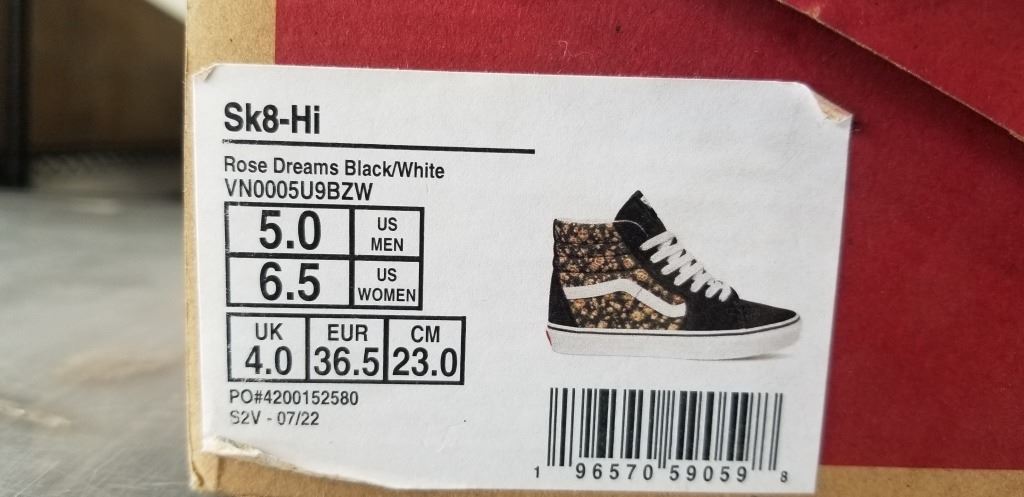 Sk8-Hi
Rose Dreams Black/White
VN0005U9BZW
5.0 US MEN
6.5 US WOMEN
UK EUR CM
4.0 36.5 23.0
PO#4200152580
S2V - 07/22
1 96570 59059 8